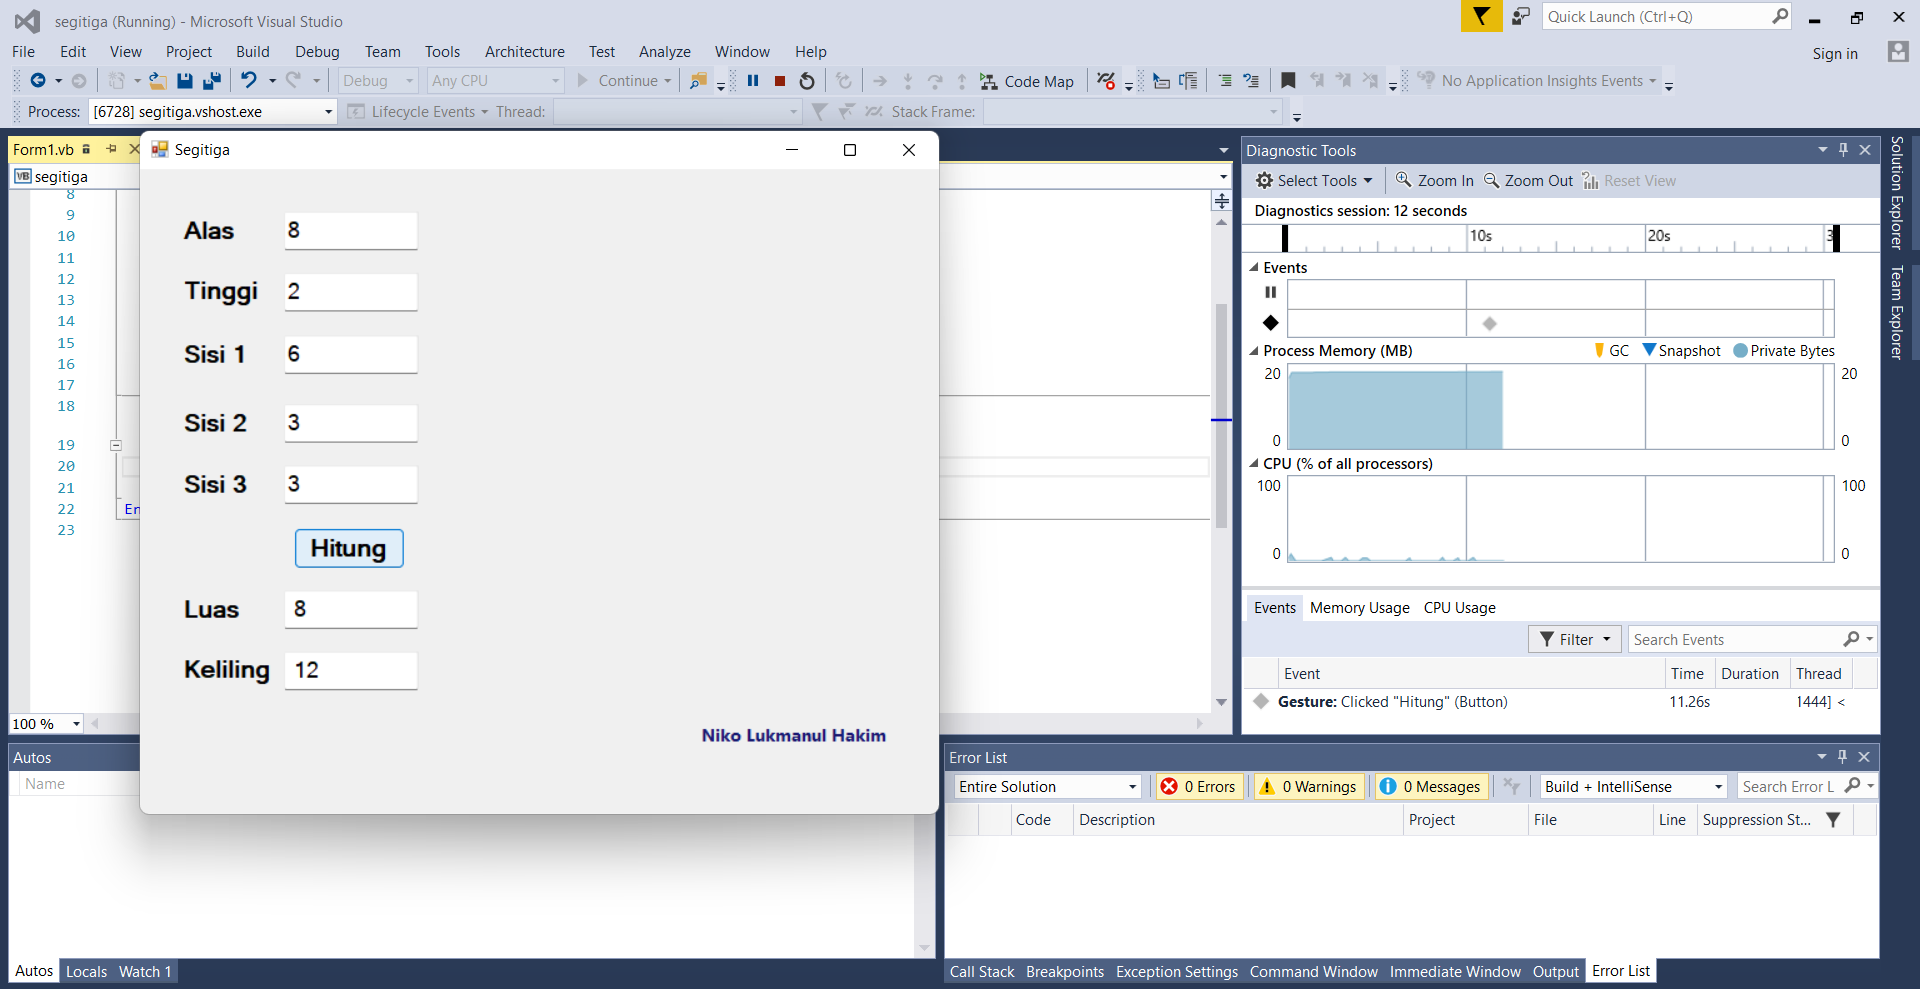 segitiga (Running) - Microsoft Visual Studio
Quick Launch (Ctrl+Q)
File Edit View Project Build Debug Team Tools Architecture Test Analyze Window Help
Sign in
Debug Any CPU Continue Code Map No Application Insights Events
Process: [6728] segitiga.vshost.exe Lifecycle Events Thread: Stack Frame:
Form1.vb
VB segitiga
8
9
10
11
12
13
14
15
16
17
18
19
20
21
22 En
23
100 %
Segitiga
Alas 8
Tinggi 2
Sisi 1 6
Sisi 2 3
Sisi 3 3
Hitung
Luas 8
Keliling 12
Niko Lukmanul Hakim
Diagnostic Tools
Select Tools Zoom In Zoom Out Reset View
Diagnostics session: 12 seconds
10s 20s 3
Events
Process Memory (MB) GC Snapshot Private Bytes
20 20
0 0
CPU (% of all processors)
100 100
0 0
Events Memory Usage CPU Usage
Filter Search Events
Event Time Duration Thread
Gesture: Clicked "Hitung" (Button) 11.26s 1444] <
Solution Explorer
Team Explorer
Autos
Name
Autos Locals Watch 1
Error List
Entire Solution 0 Errors 0 Warnings 0 Messages Build + IntelliSense Search Error L
Code Description Project File Line Suppression St...
Call Stack Breakpoints Exception Settings Command Window Immediate Window Output Error List